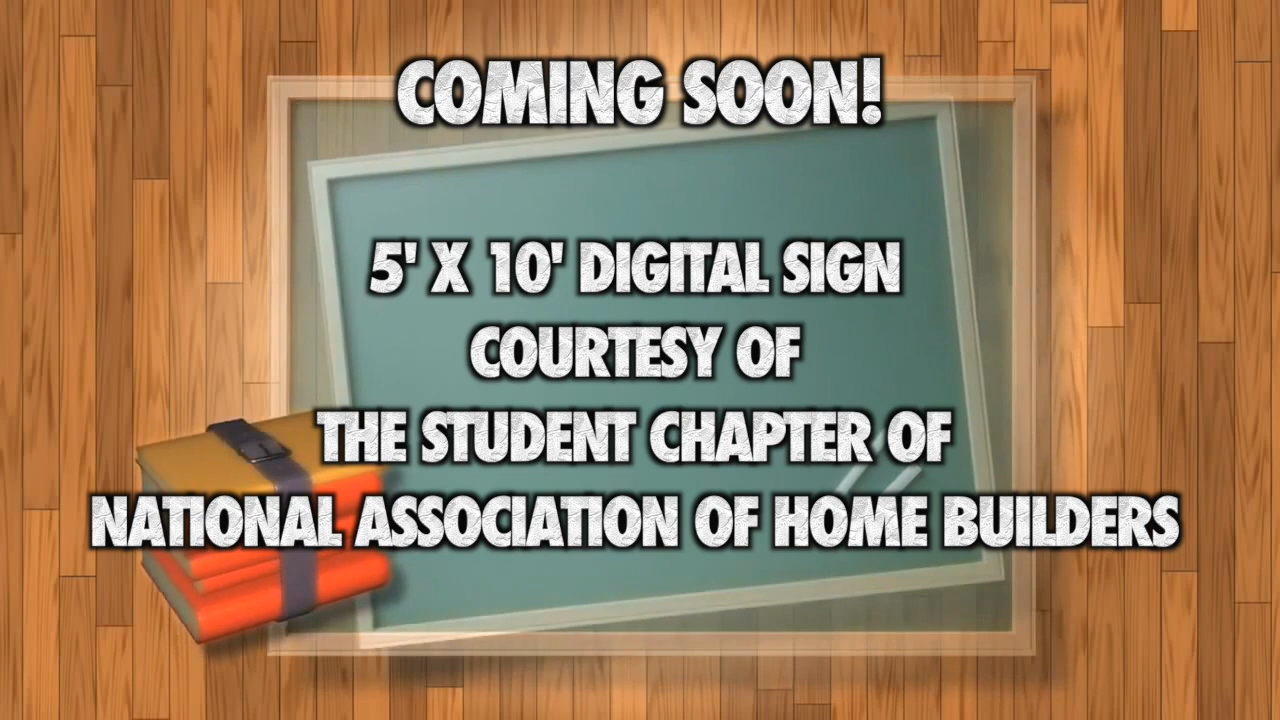 COMING SOON!
5' X 10' DIGITAL SIGN
COURTESY OF
THE STUDENT CHAPTER OF
NATIONAL ASSOCIATION OF HOME BUILDERS